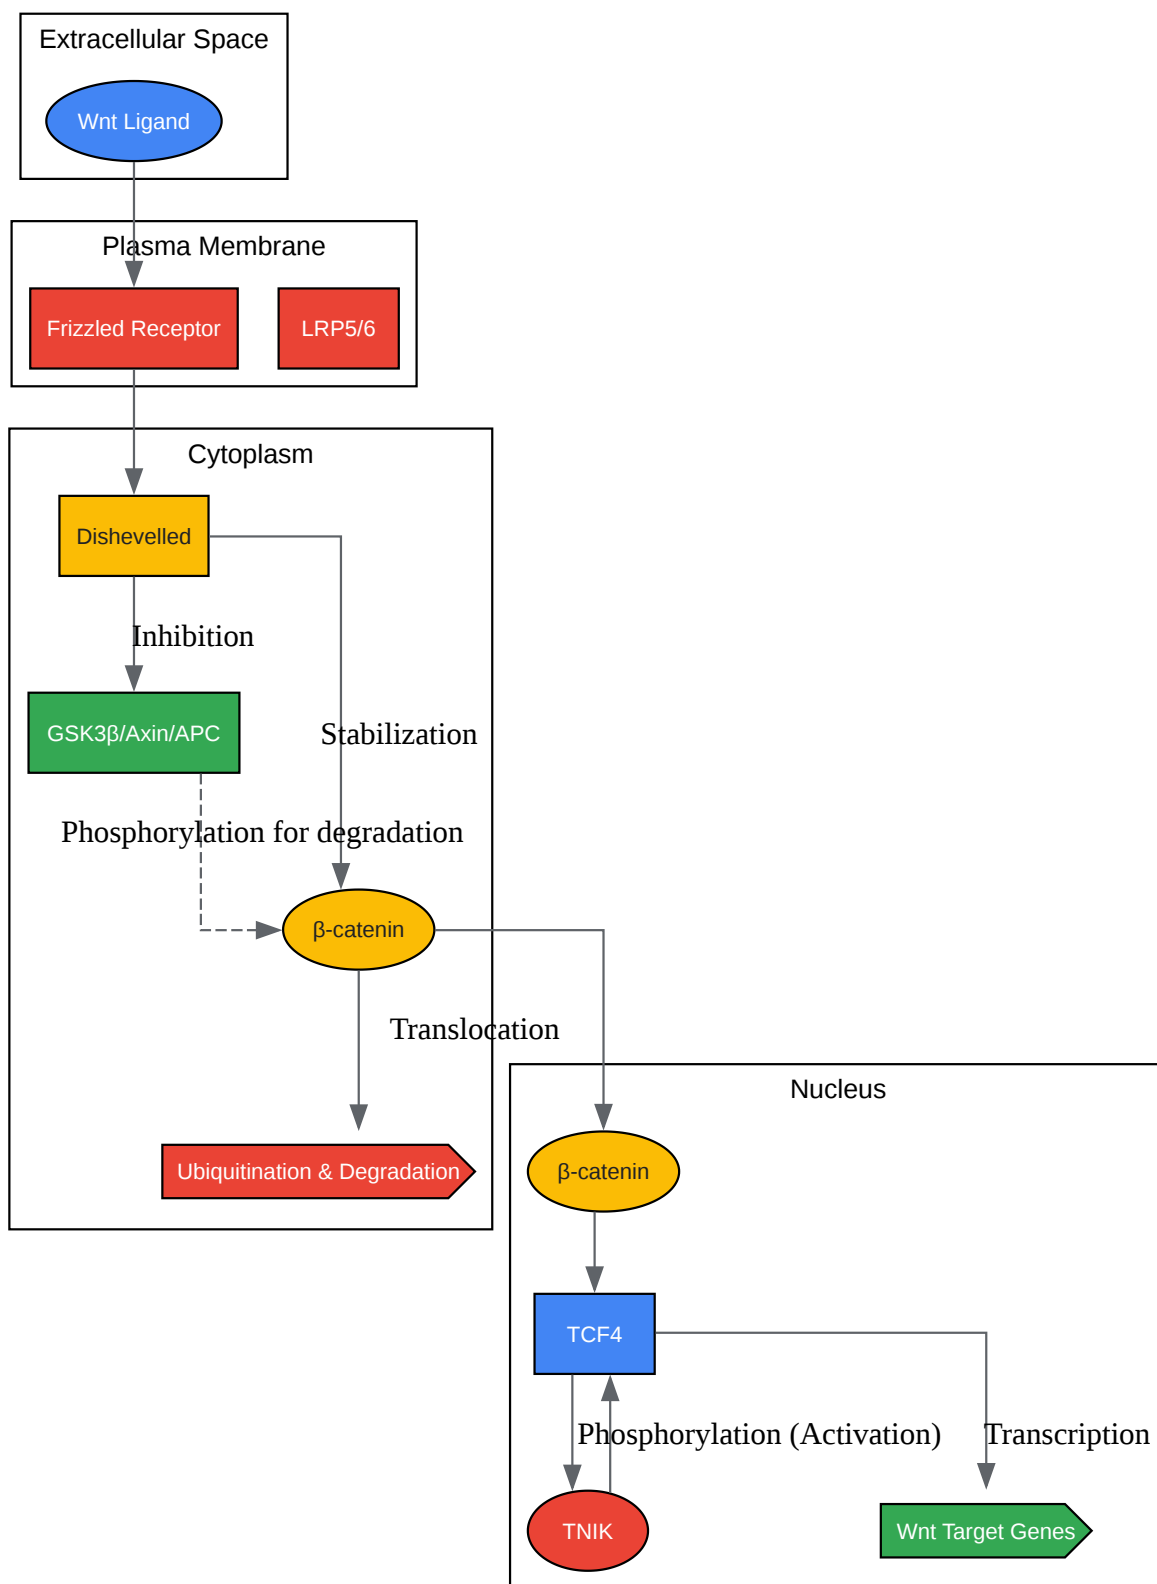 Extracellular Space
Wnt Ligand
Plasma Membrane
Frizzled Receptor
LRP5/6
Cytoplasm
Dishevelled
Inhibition
GSK3β/Axin/APC
Stabilization
Phosphorylation for degradation
β-catenin
Translocation
Ubiquitination & Degradation
Nucleus
β-catenin
TCF4
Phosphorylation (Activation)
Transcription
TNIK
Wnt Target Genes